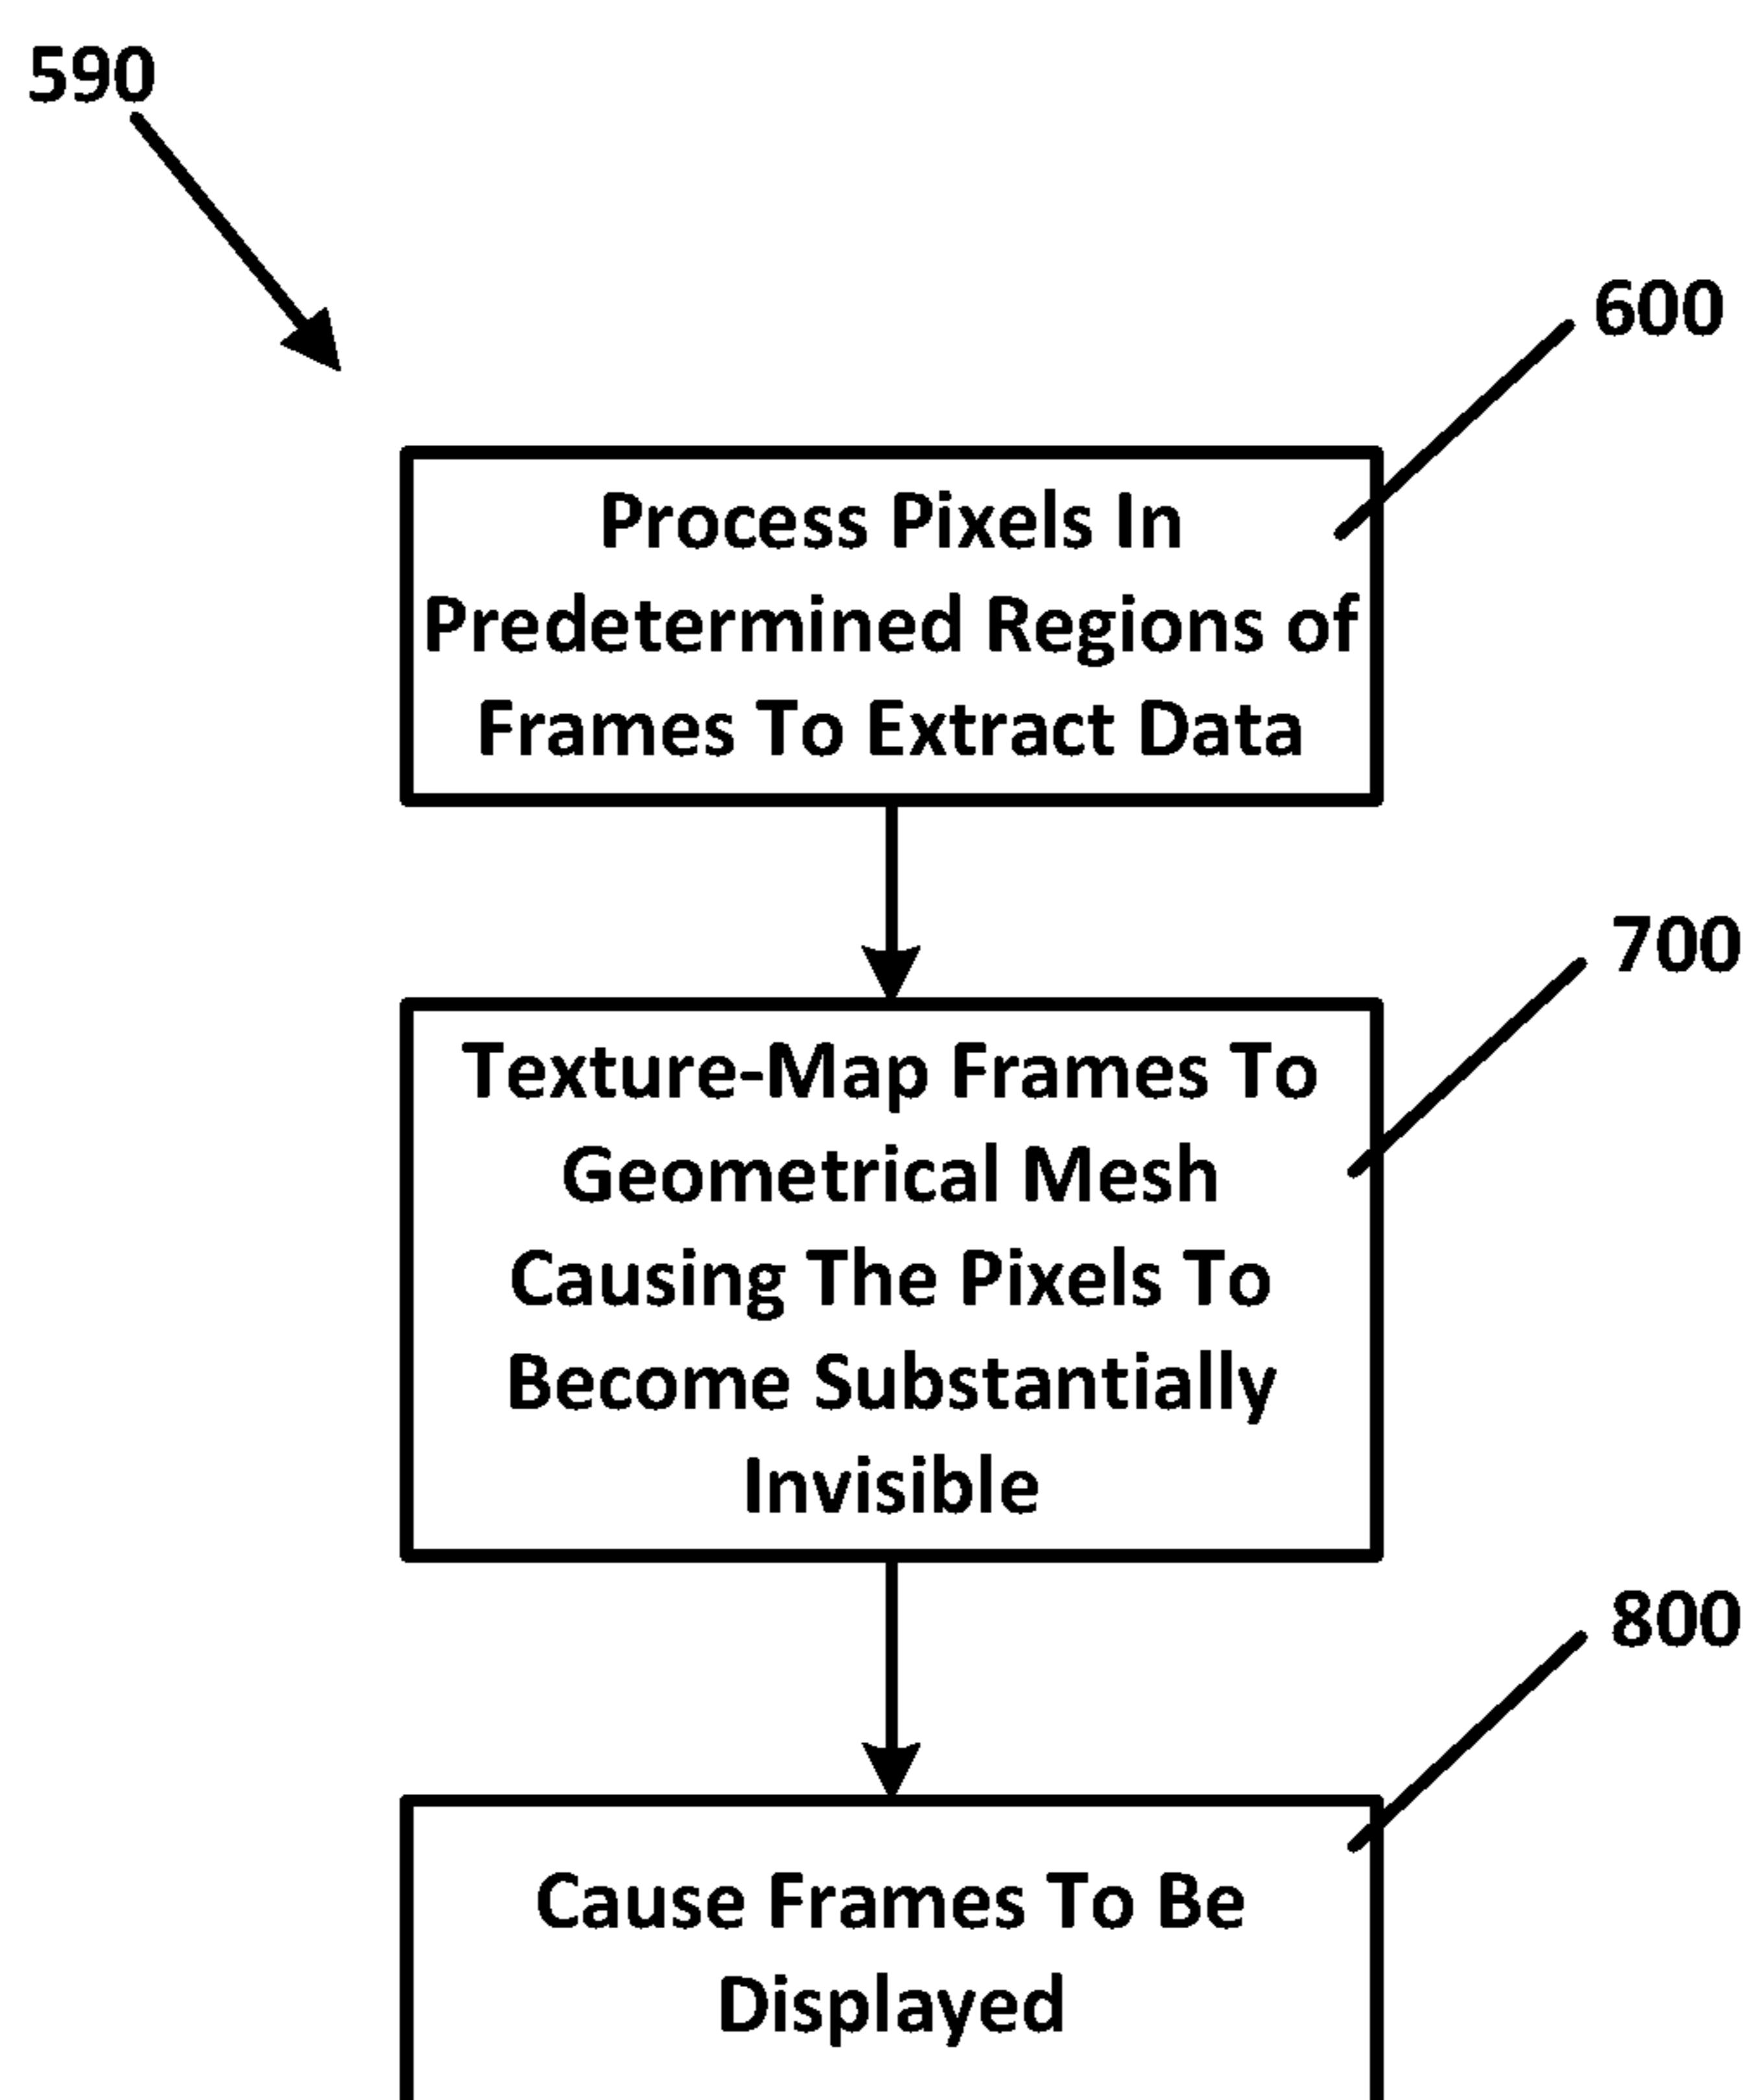 590
600
Process Pixels In
Predetermined Regions of
Frames To Extract Data
700
Texture-Map Frames To
Geometrical Mesh
Causing The Pixels To
Become Substantially
Invisible
800
Cause Frames To Be
Displayed